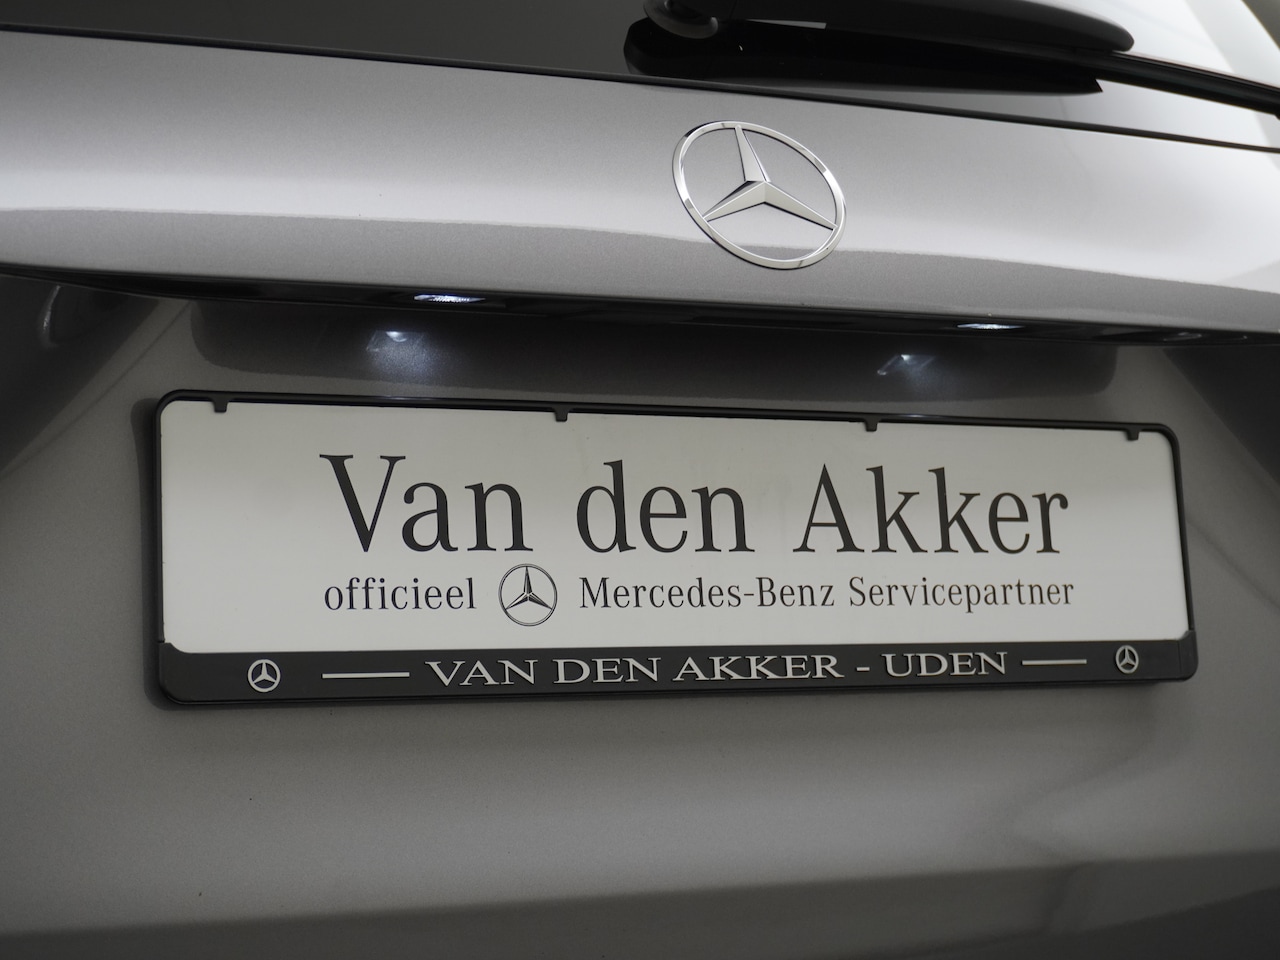 Van den Akker
officieel Mercedes-Benz Servicepartner
VAN DEN AKKER - UDEN